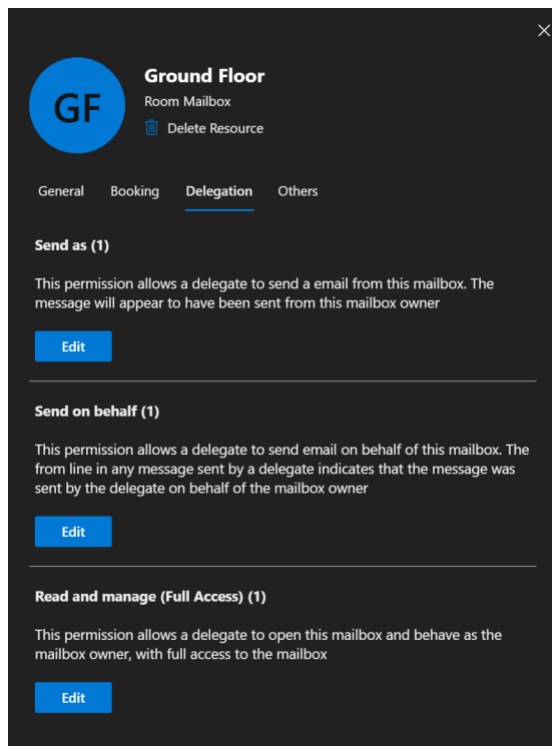 Ground Floor
GF
Room Mailbox
Delete Resource
General Booking Delegation Others
Send as (1)
This permission allows a delegate to send a email from this mailbox. The
message will appear to have been sent from this mailbox owner
Edit
Send on behalf (1)
This permission allows a delegate to send email on behalf of this mailbox. The
from line in any message sent by a delegate indicates that the message was
sent by the delegate on behalf of the mailbox owner
Edit
Read and manage (Full Access) (1)
This permission allows a delegate to open this mailbox and behave as the
mailbox owner, with full access to the mailbox
Edit